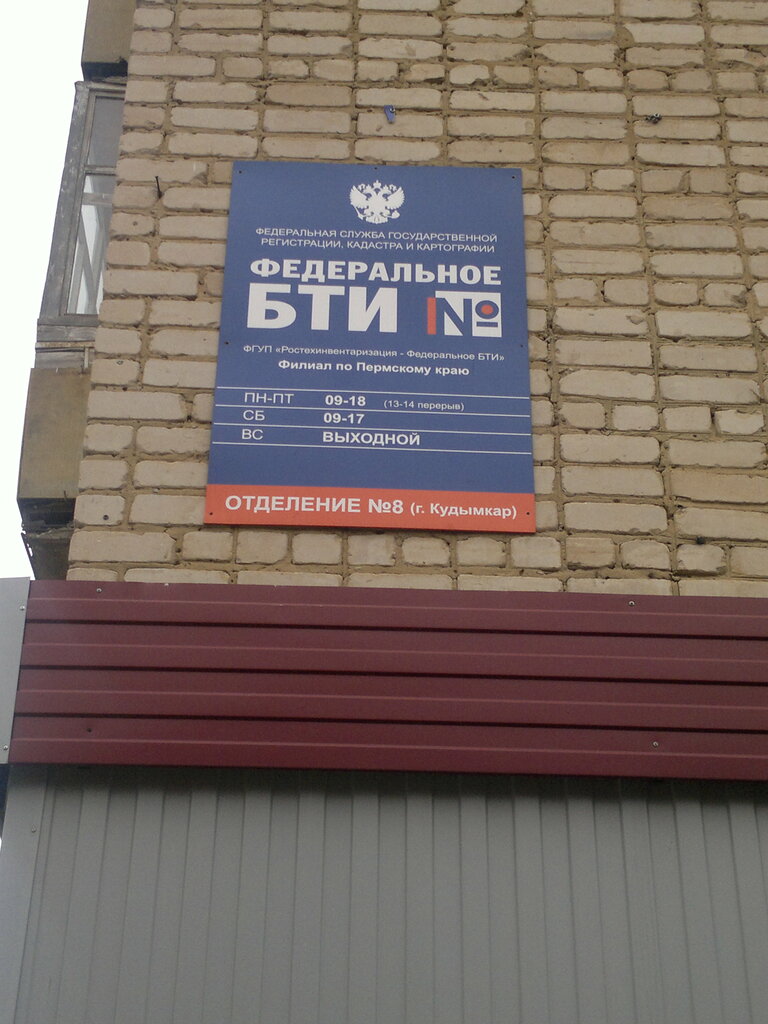 ФЕДЕРАЛЬНАЯ СЛУЖБА ГОСУДАРСТВЕННОЙ
РЕГИСТРАЦИИ, КАДАСТРА И КАРТОГРАФИИ
ФЕДЕРАЛЬНОЕ
БТИ №
ФГУП «Ростехинвентаризация - Федеральное БТИ»
Филиал по Пермскому краю
ПН-ПТ 09-18 (13-14 перерыв)
СБ 09-17
ВС ВЫХОДНОЙ
ОТДЕЛЕНИЕ №8 (г. Кудымкар)